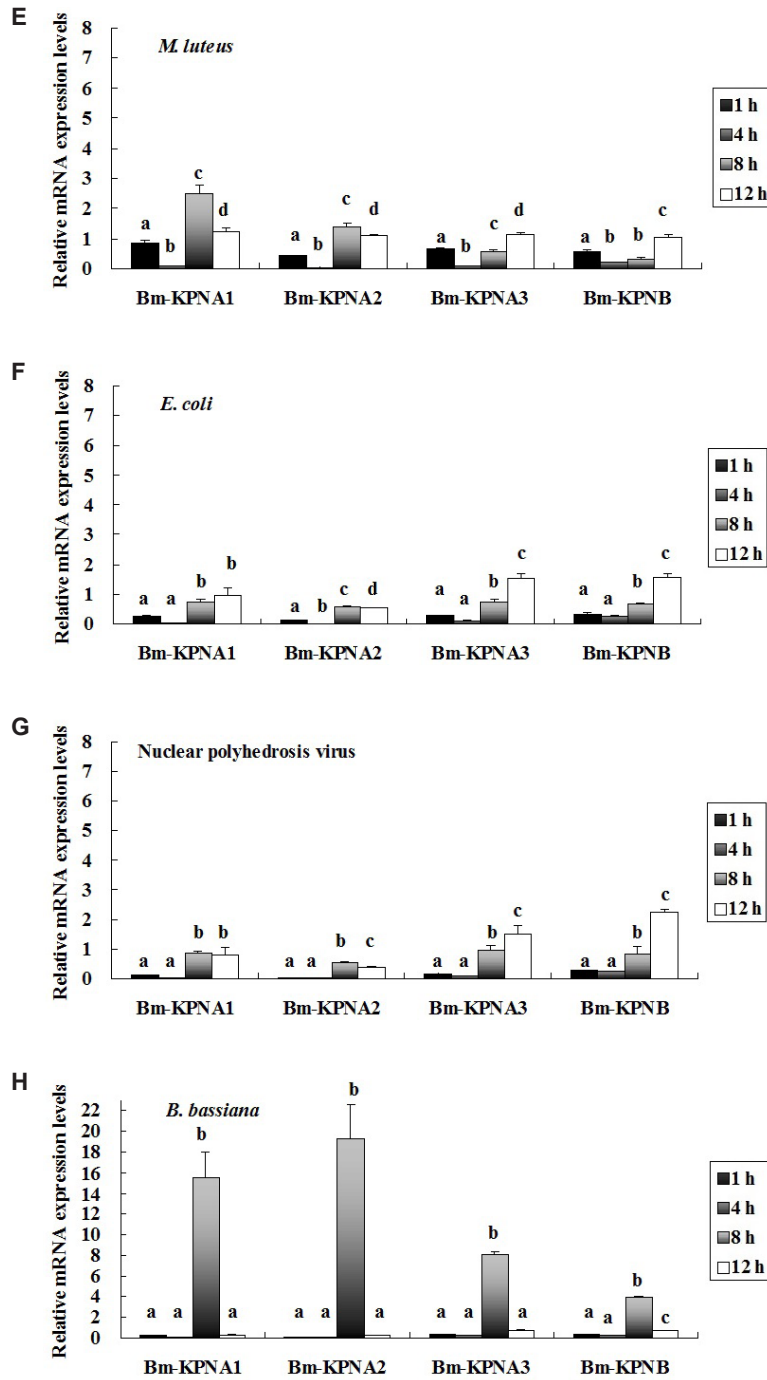 E
M. luteus
Relative mRNA expression levels
8
7
6
5
4
3
2
1
0
a b c d
a b c d
a b c d
a b b c
Bm-KPNA1 Bm-KPNA2 Bm-KPNA3 Bm-KPNB
1 h
4 h
8 h
12 h
F
E. coli
Relative mRNA expression levels
8
7
6
5
4
3
2
1
0
a a b b
a b c d
a a b c
a a b c
Bm-KPNA1 Bm-KPNA2 Bm-KPNA3 Bm-KPNB
1 h
4 h
8 h
12 h
G
Nuclear polyhedrosis virus
Relative mRNA expression levels
8
7
6
5
4
3
2
1
0
a a b b
a a b c
a a b c
a a b c
Bm-KPNA1 Bm-KPNA2 Bm-KPNA3 Bm-KPNB
1 h
4 h
8 h
12 h
H
B. bassiana
Relative mRNA expression levels
22
20
18
16
14
12
10
8
6
4
2
0
a a b a
a a b a
a a b a
a a b c
Bm-KPNA1 Bm-KPNA2 Bm-KPNA3 Bm-KPNB
1 h
4 h
8 h
12 h